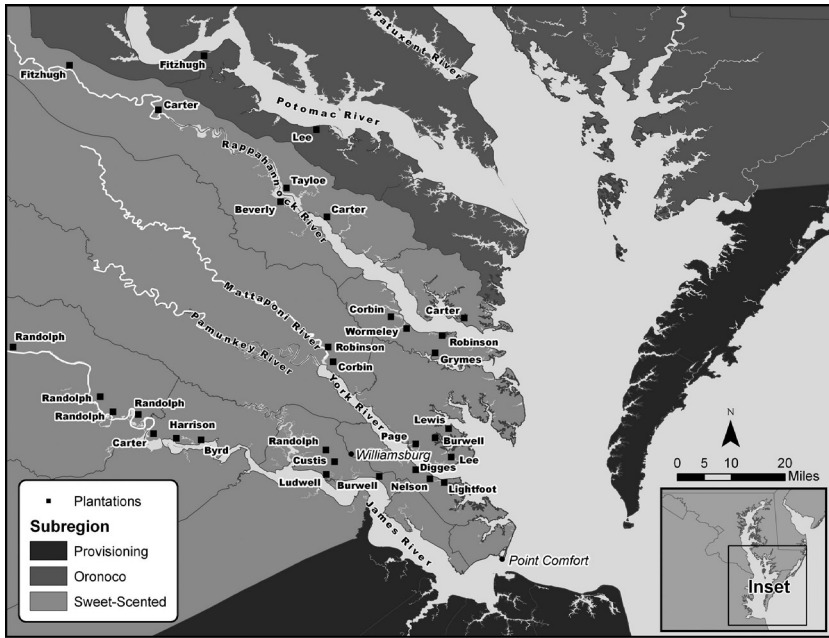 Patuxent River
Fitzhugh
Fitzhugh
Carter
Potomac River
Lee
Rappahannock River
Tayloe
Beverly
Carter
Mattaponi River
Pamunkey River
Corbin
Carter
Wormeley
Robinson
Randolph
Robinson
Grymes
Corbin
York River
Randolph
Randolph
Randolph
Harrison
Carter
Byrd
Lewis
Page
Burwell
Randolph
Williamsburg
Lee
Custis
Digges
Ludwell
Burwell
Nelson
Lightfoot
James River
Point Comfort
N
0 5 10 20
Miles
Plantations
Subregion
Provisioning
Oronoco
Sweet-Scented
Inset